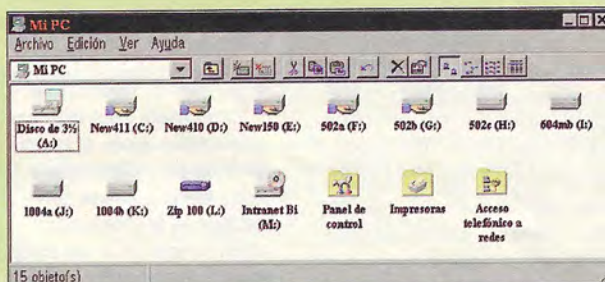 Mi PC
Archivo Edición Ver Ayuda
Mi PC
Disco de 3½ (A:)
New411 (C:)
New410 (D:)
New150 (E:)
502a (F:)
502b (G:)
502c (H:)
604mb (I:)
1004a (J:)
1004b (K:)
Zip 100 (L:)
Intranet Bi (M:)
Panel de control
Impresoras
Acceso telefónico a redes
15 objeto(s)